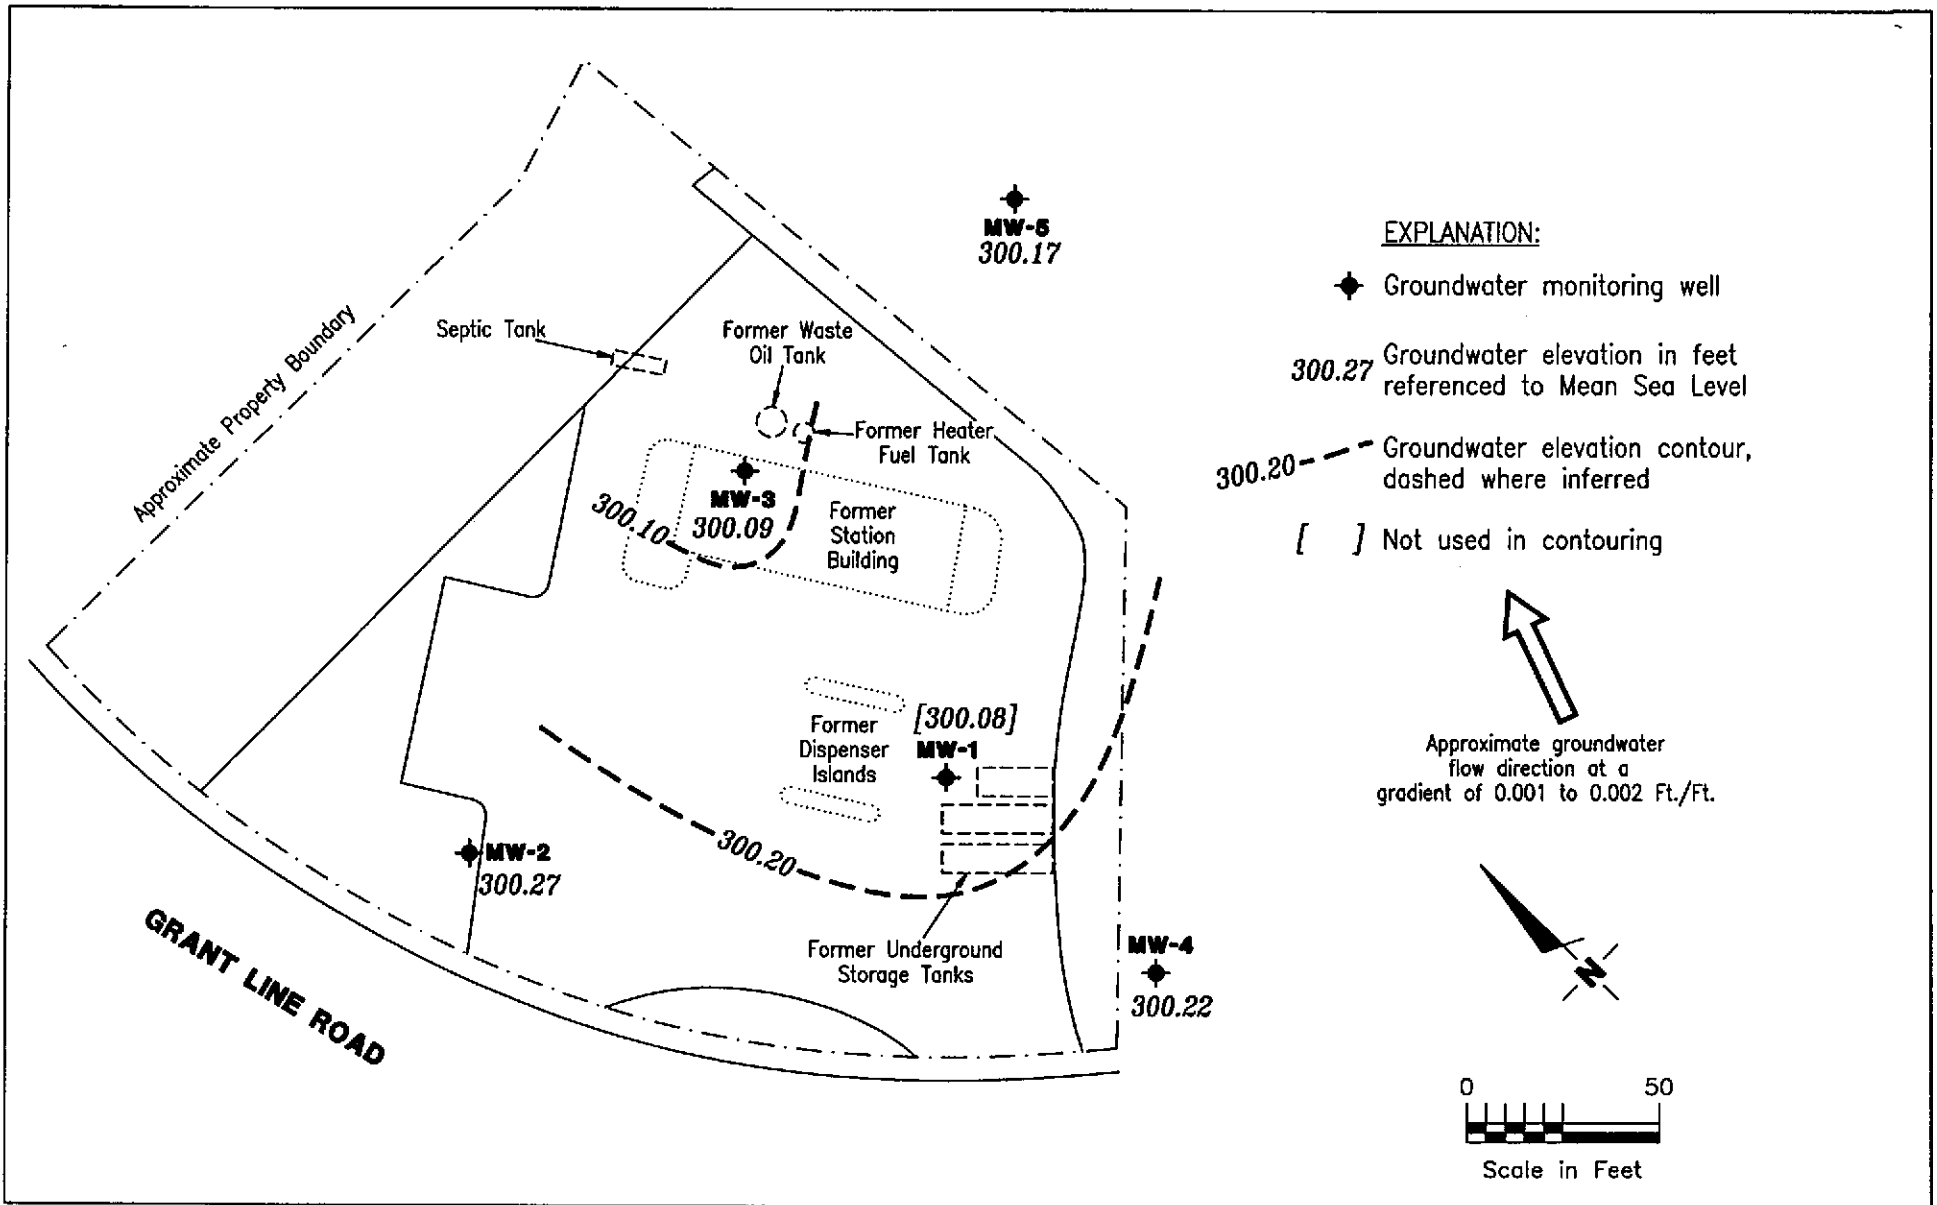 MW-5
300.17
EXPLANATION:
Groundwater monitoring well
300.27 Groundwater elevation in feet
referenced to Mean Sea Level
300.20 Groundwater elevation contour,
dashed where inferred
[ ] Not used in contouring
Approximate groundwater
flow direction at a
gradient of 0.001 to 0.002 Ft./Ft.
N
0 50
Scale in Feet
Approximate Property Boundary
Septic Tank
Former Waste
Oil Tank
Former Heater
Fuel Tank
MW-3
300.09
300.10
Former
Station
Building
[300.08]
MW-1
Former
Dispenser
Islands
300.20
MW-2
300.27
Former Underground
Storage Tanks
MW-4
300.22
GRANT LINE ROAD